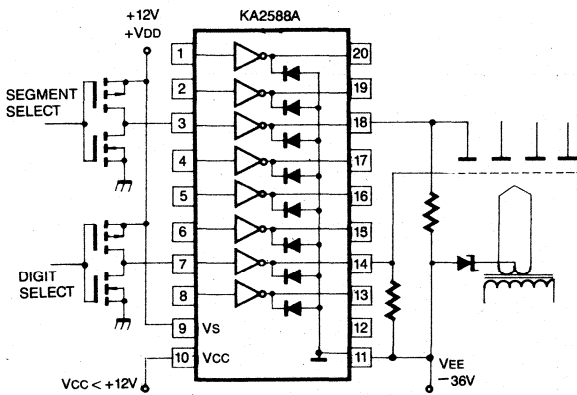 +12V
+VDD
KA2588A
SEGMENT
SELECT
DIGIT
SELECT
1
2
3
4
5
6
7
8
9
10
VS
VCC
20
19
18
17
16
15
14
13
12
11
VCC < +12V
VEE
−36V